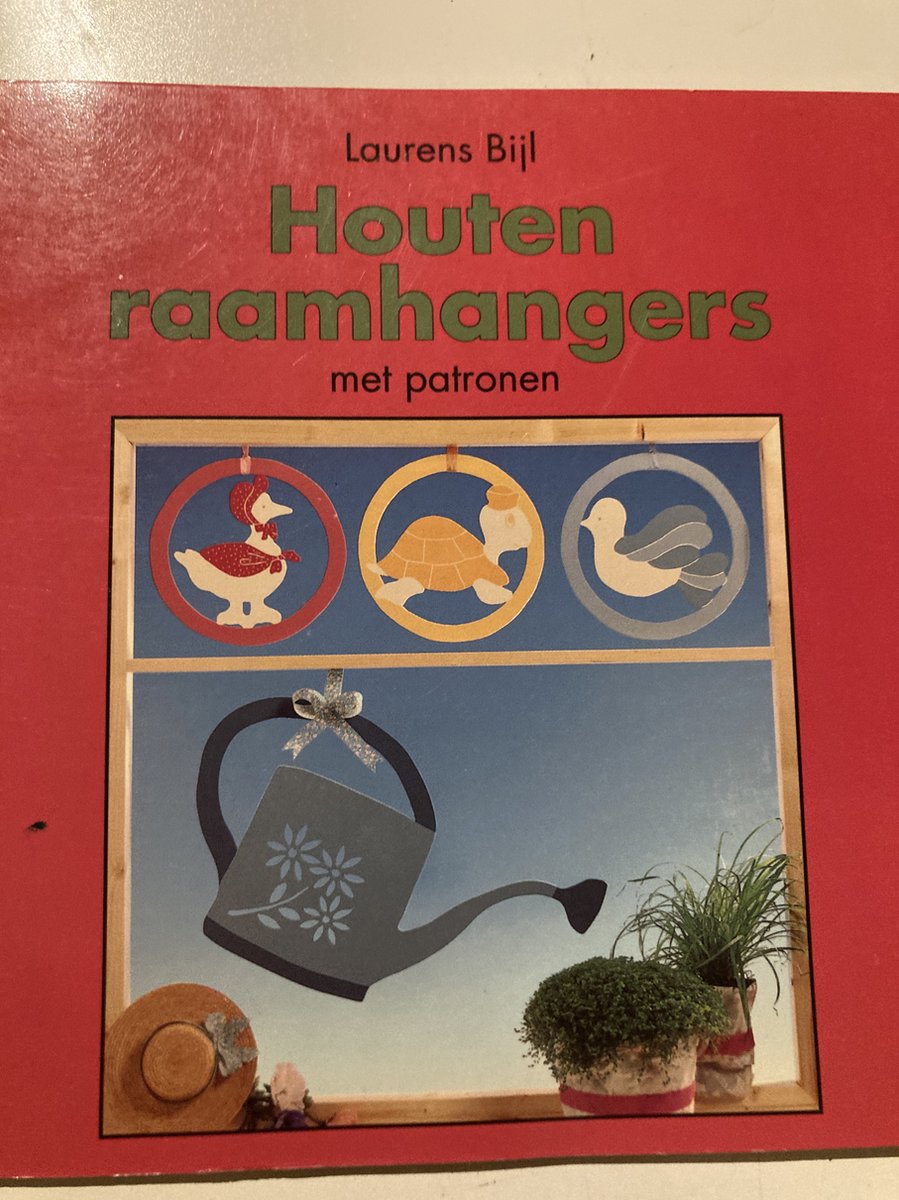 Laurens Bijl
Houten
raamhangers
met patronen